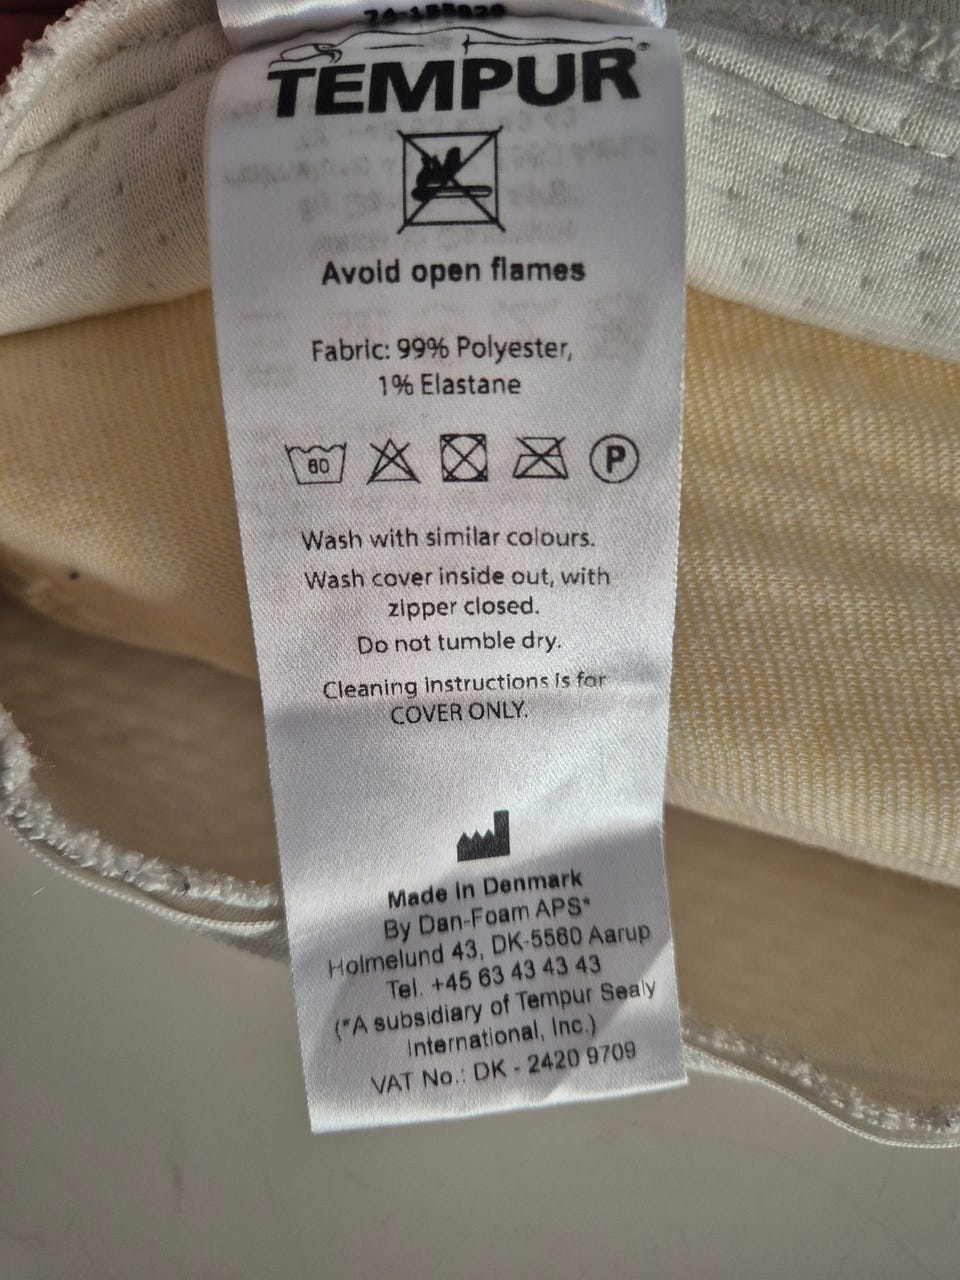 TEMPUR®
Avoid open flames
Fabric: 99% Polyester,
1% Elastane
60
P
Wash with similar colours.
Wash cover inside out, with
zipper closed.
Do not tumble dry.
Cleaning instructions is for
COVER ONLY.
Made in Denmark
By Dan-Foam APS*
Holmelund 43, DK-5560 Aarup
Tel. +45 63 43 43 43
(*A subsidiary of Tempur Sealy
International, Inc.)
VAT No.: DK - 2420 9709